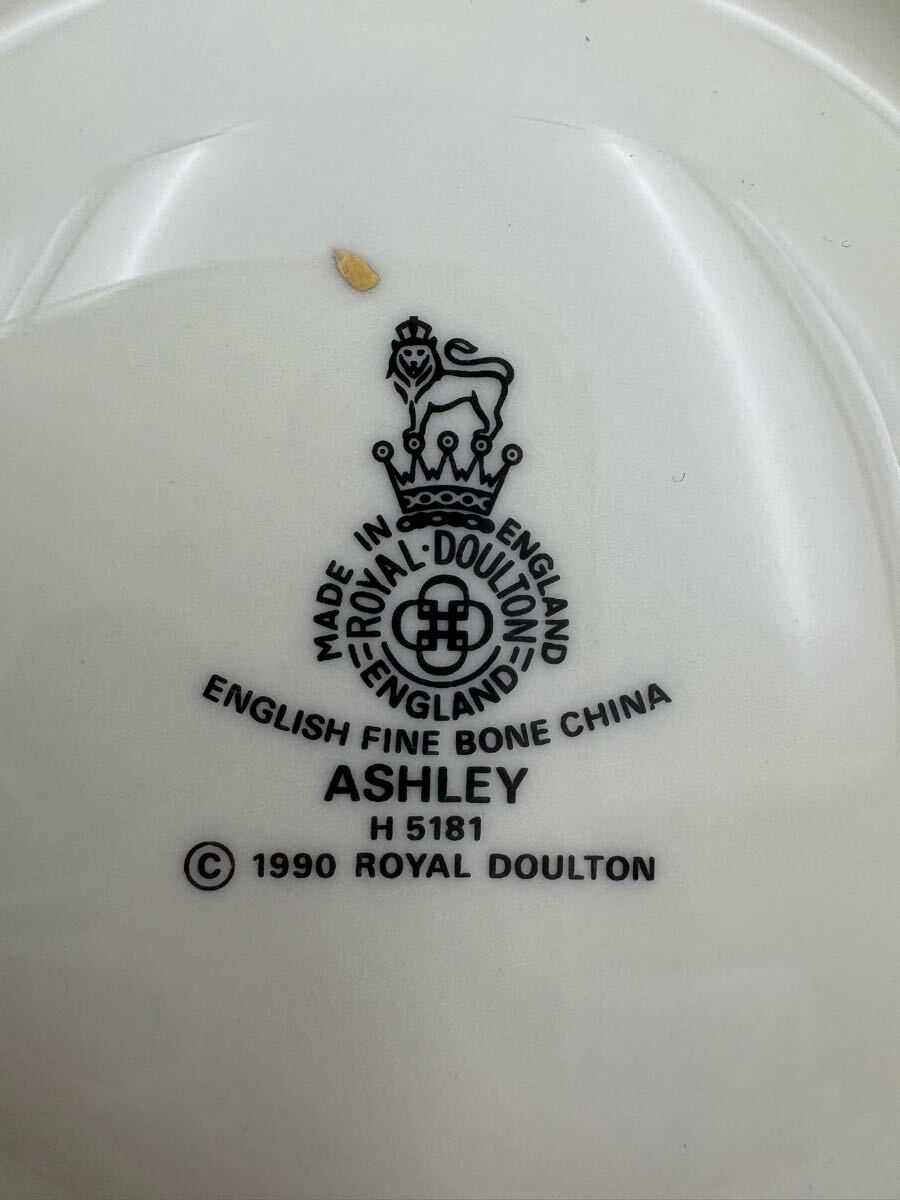 MADE IN ENGLAND
ROYAL·DOULTON
ENGLAND
ENGLISH FINE BONE CHINA
ASHLEY
H 5181
© 1990 ROYAL DOULTON